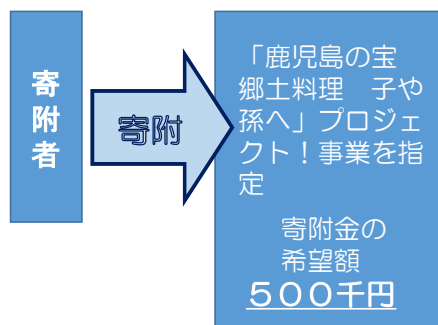 寄附者
寄附
「鹿児島の宝
郷土料理　子や
孫へ」プロジェ
クト！事業を指
定
寄附金の
希望額
５００千円